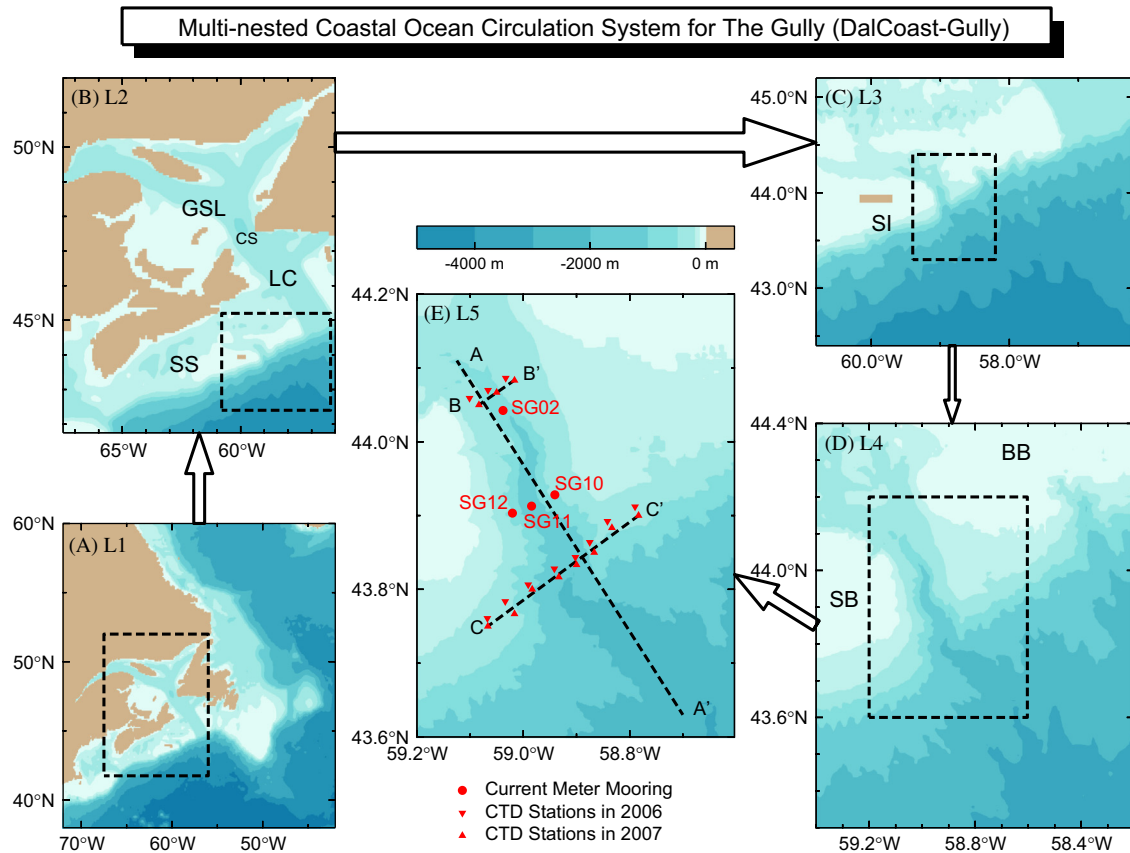 Multi-nested Coastal Ocean Circulation System for The Gully (DalCoast-Gully)
(B) L2
50°N
45°N
65°W 60°W
GSL
CS
LC
SS
(C) L3
45.0°N
44.0°N
43.0°N
60.0°W 58.0°W
SI
-4000 m -2000 m 0 m
(E) L5
44.2°N
44.0°N
43.8°N
43.6°N
59.2°W 59.0°W 58.8°W
A
B'
B
SG02
SG10
SG12
SG11
C'
C
A'
(A) L1
60°N
50°N
40°N
70°W 60°W 50°W
(D) L4
BB
SB
44.4°N
44.0°N
43.6°N
59.2°W 58.8°W 58.4°W
Current Meter Mooring
CTD Stations in 2006
CTD Stations in 2007